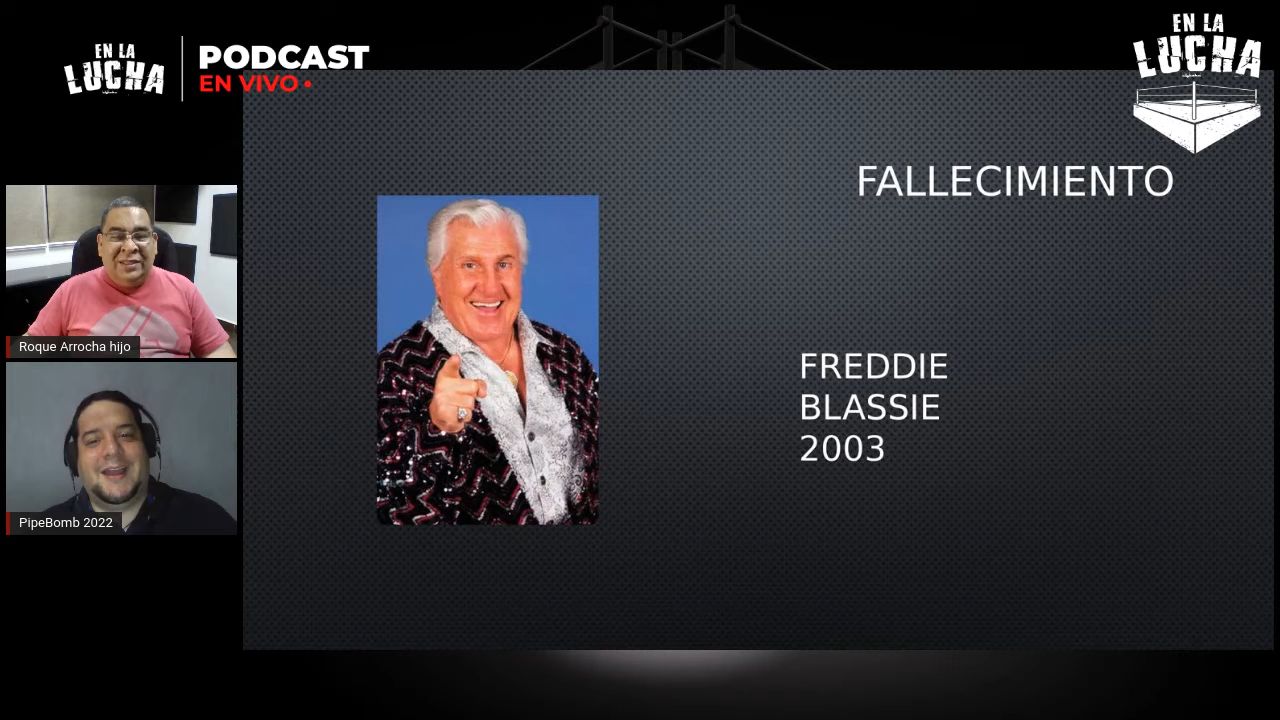 EN LA
LUCHA
PODCAST
EN VIVO
EN LA
LUCHA
FALLECIMIENTO
FREDDIE
BLASSIE
2003
Roque Arrocha hijo
PipeBomb 2022